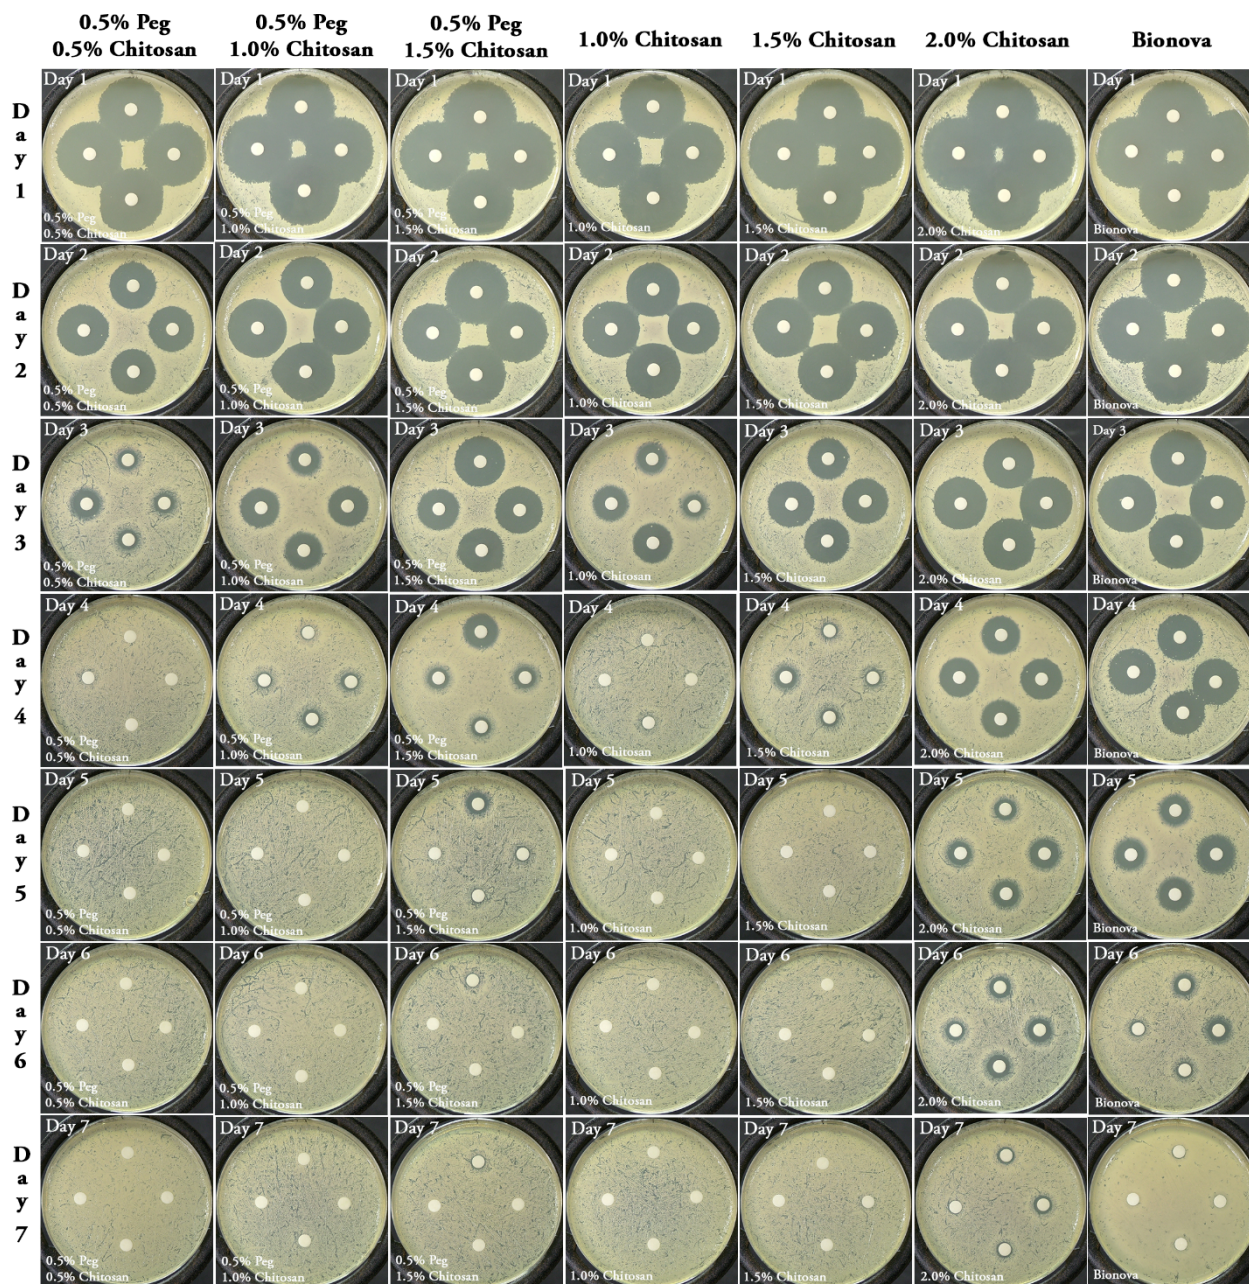 0.5% Peg
0.5% Chitosan
0.5% Peg
1.0% Chitosan
0.5% Peg
1.5% Chitosan
1.0% Chitosan
1.5% Chitosan
2.0% Chitosan
Bionova
Day 1
Day 1
0.5% Peg
0.5% Chitosan
Day 1
0.5% Peg
1.0% Chitosan
Day 1
0.5% Peg
1.5% Chitosan
Day 1
1.0% Chitosan
Day 1
1.5% Chitosan
Day 1
2.0% Chitosan
Day 1
Bionova
Day 2
Day 2
0.5% Peg
0.5% Chitosan
Day 2
0.5% Peg
1.0% Chitosan
Day 2
0.5% Peg
1.5% Chitosan
Day 2
1.0% Chitosan
Day 2
1.5% Chitosan
Day 2
2.0% Chitosan
Day 2
Bionova
Day 3
Day 3
0.5% Peg
0.5% Chitosan
Day 3
0.5% Peg
1.0% Chitosan
Day 3
0.5% Peg
1.5% Chitosan
Day 3
1.0% Chitosan
Day 3
1.5% Chitosan
Day 3
2.0% Chitosan
Day 3
Bionova
Day 4
Day 4
0.5% Peg
0.5% Chitosan
Day 4
0.5% Peg
1.0% Chitosan
Day 4
0.5% Peg
1.5% Chitosan
Day 4
1.0% Chitosan
Day 4
1.5% Chitosan
Day 4
2.0% Chitosan
Day 4
Bionova
Day 5
Day 5
0.5% Peg
0.5% Chitosan
Day 5
0.5% Peg
1.0% Chitosan
Day 5
0.5% Peg
1.5% Chitosan
Day 5
1.0% Chitosan
Day 5
1.5% Chitosan
Day 5
2.0% Chitosan
Day 5
Bionova
Day 6
Day 6
0.5% Peg
0.5% Chitosan
Day 6
0.5% Peg
1.0% Chitosan
Day 6
0.5% Peg
1.5% Chitosan
Day 6
1.0% Chitosan
Day 6
1.5% Chitosan
Day 6
2.0% Chitosan
Day 6
Bionova
Day 7
Day 7
0.5% Peg
0.5% Chitosan
Day 7
0.5% Peg
1.0% Chitosan
Day 7
0.5% Peg
1.5% Chitosan
Day 7
1.0% Chitosan
Day 7
1.5% Chitosan
Day 7
2.0% Chitosan
Day 7
Bionova